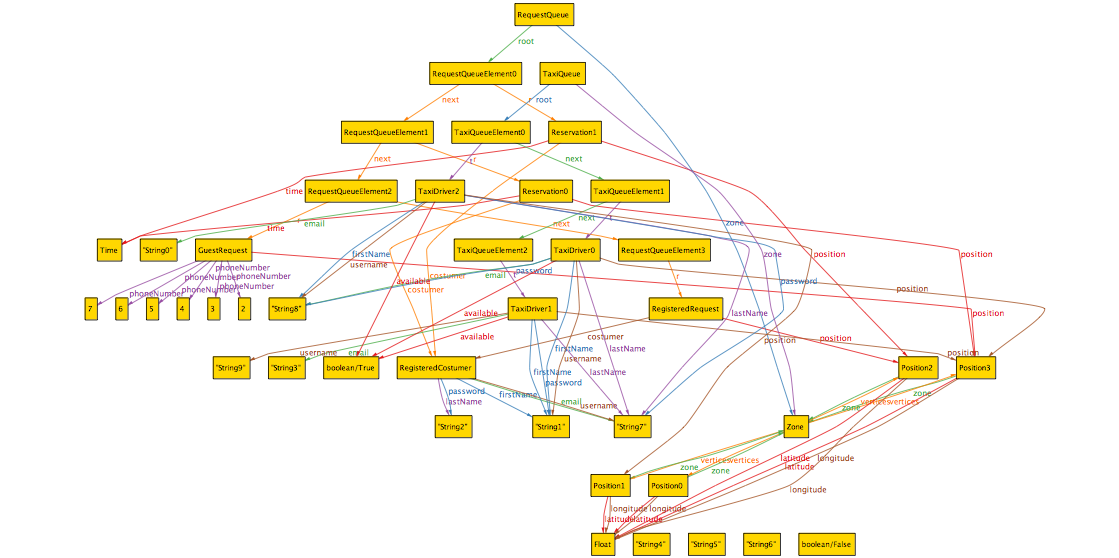 RequestQueue
root
RequestQueueElement0
TaxiQueue
next
r
root
RequestQueueElement1
TaxiQueueElement0
Reservation1
next
r
t
next
RequestQueueElement2
TaxiDriver2
Reservation0
TaxiQueueElement1
time
time
r
email
next
next
t
zone
Time
"String0"
GuestRequest
TaxiQueueElement2
TaxiDriver0
RequestQueueElement3
firstName
username
zone
position
position
phoneNumber
phoneNumber
phoneNumber
phoneNumber
phoneNumber
phoneNumber
available
costumer
costumer
email
t
password
r
password
position
7
6
5
4
3
2
"String8"
TaxiDriver1
RegisteredRequest
available
available
lastName
position
position
costumer
position
position
username
email
firstName
username
lastName
"String9"
"String3"
boolean/True
RegisteredCostumer
firstName
password
lastName
Position2
Position3
password
lastName
firstName
email
username
zone
vertices
vertices
zone
"String2"
"String1"
"String7"
Zone
zone
vertices
vertices
zone
latitude
latitude
longitude
longitude
Position1
Position0
longitude
longitude
latitude
latitude
Float
"String4"
"String5"
"String6"
boolean/False